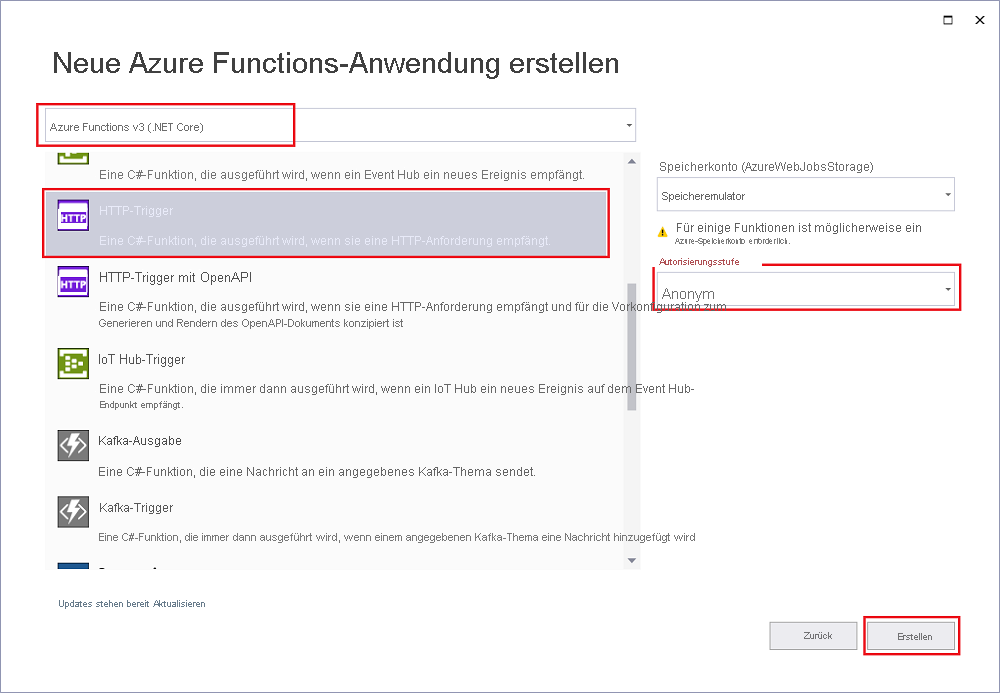 Neue Azure Functions-Anwendung erstellen
Azure Functions v3 (.NET Core)
Eine C#-Funktion, die ausgeführt wird, wenn ein Event Hub ein neues Ereignis empfängt.
HTTP
HTTP-Trigger
Eine C#-Funktion, die ausgeführt wird, wenn sie eine HTTP-Anforderung empfängt.
HTTP
HTTP-Trigger mit OpenAPI
Eine C#-Funktion, die ausgeführt wird, wenn sie eine HTTP-Anforderung empfängt und für die Vorkonfiguration zum
Generieren und Rendern des OpenAPI-Dokuments konzipiert ist
IoT Hub-Trigger
Eine C#-Funktion, die immer dann ausgeführt wird, wenn ein IoT Hub ein neues Ereignis auf dem Event Hub-
Endpunkt empfängt.
Kafka-Ausgabe
Eine C#-Funktion, die eine Nachricht an ein angegebenes Kafka-Thema sendet.
Kafka-Trigger
Eine C#-Funktion, die immer dann ausgeführt wird, wenn einem angegebenen Kafka-Thema eine Nachricht hinzugefügt wird
Speicherkonto (AzureWebJobsStorage)
Speicheremulator
Für einige Funktionen ist möglicherweise ein
Azure-Speicherkonto erforderlich.
Autorisierungsstufe
Anonym
Updates stehen bereit Aktualisieren
Zurück
Erstellen